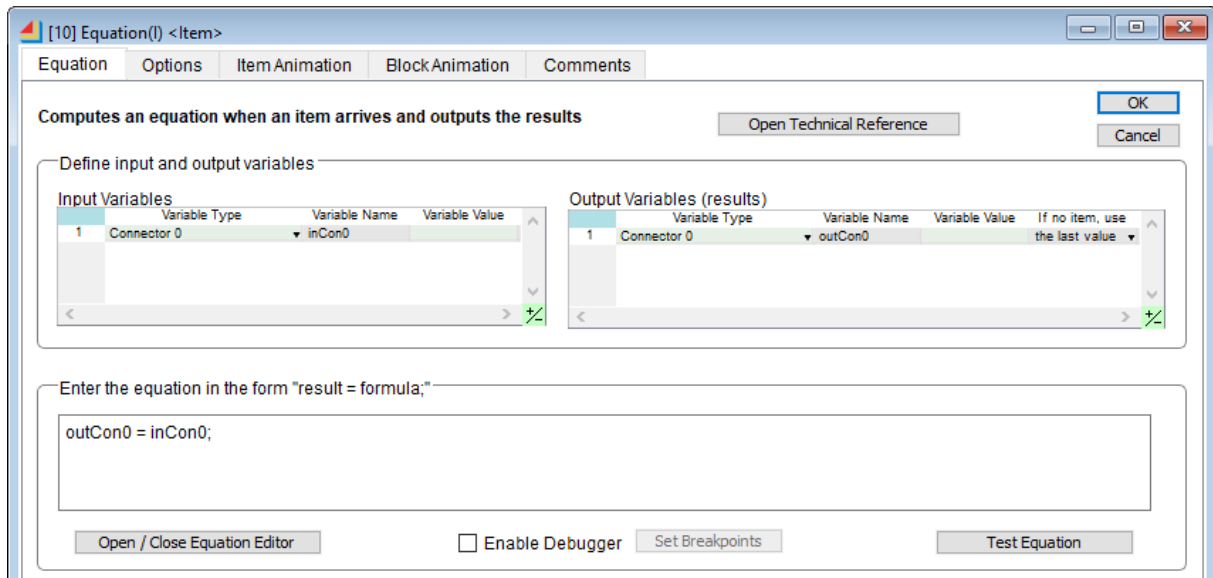 [10] Equation(I) <Item>
Equation Options Item Animation Block Animation Comments
Computes an equation when an item arrives and outputs the results
Open Technical Reference
OK
Cancel
Define input and output variables
Input Variables
Variable Type Variable Name Variable Value
1 Connector 0 inCon0
Output Variables (results)
Variable Type Variable Name Variable Value If no item, use
1 Connector 0 outCon0 the last value
Enter the equation in the form "result = formula;"
outCon0 = inCon0;
Open / Close Equation Editor Enable Debugger Set Breakpoints Test Equation